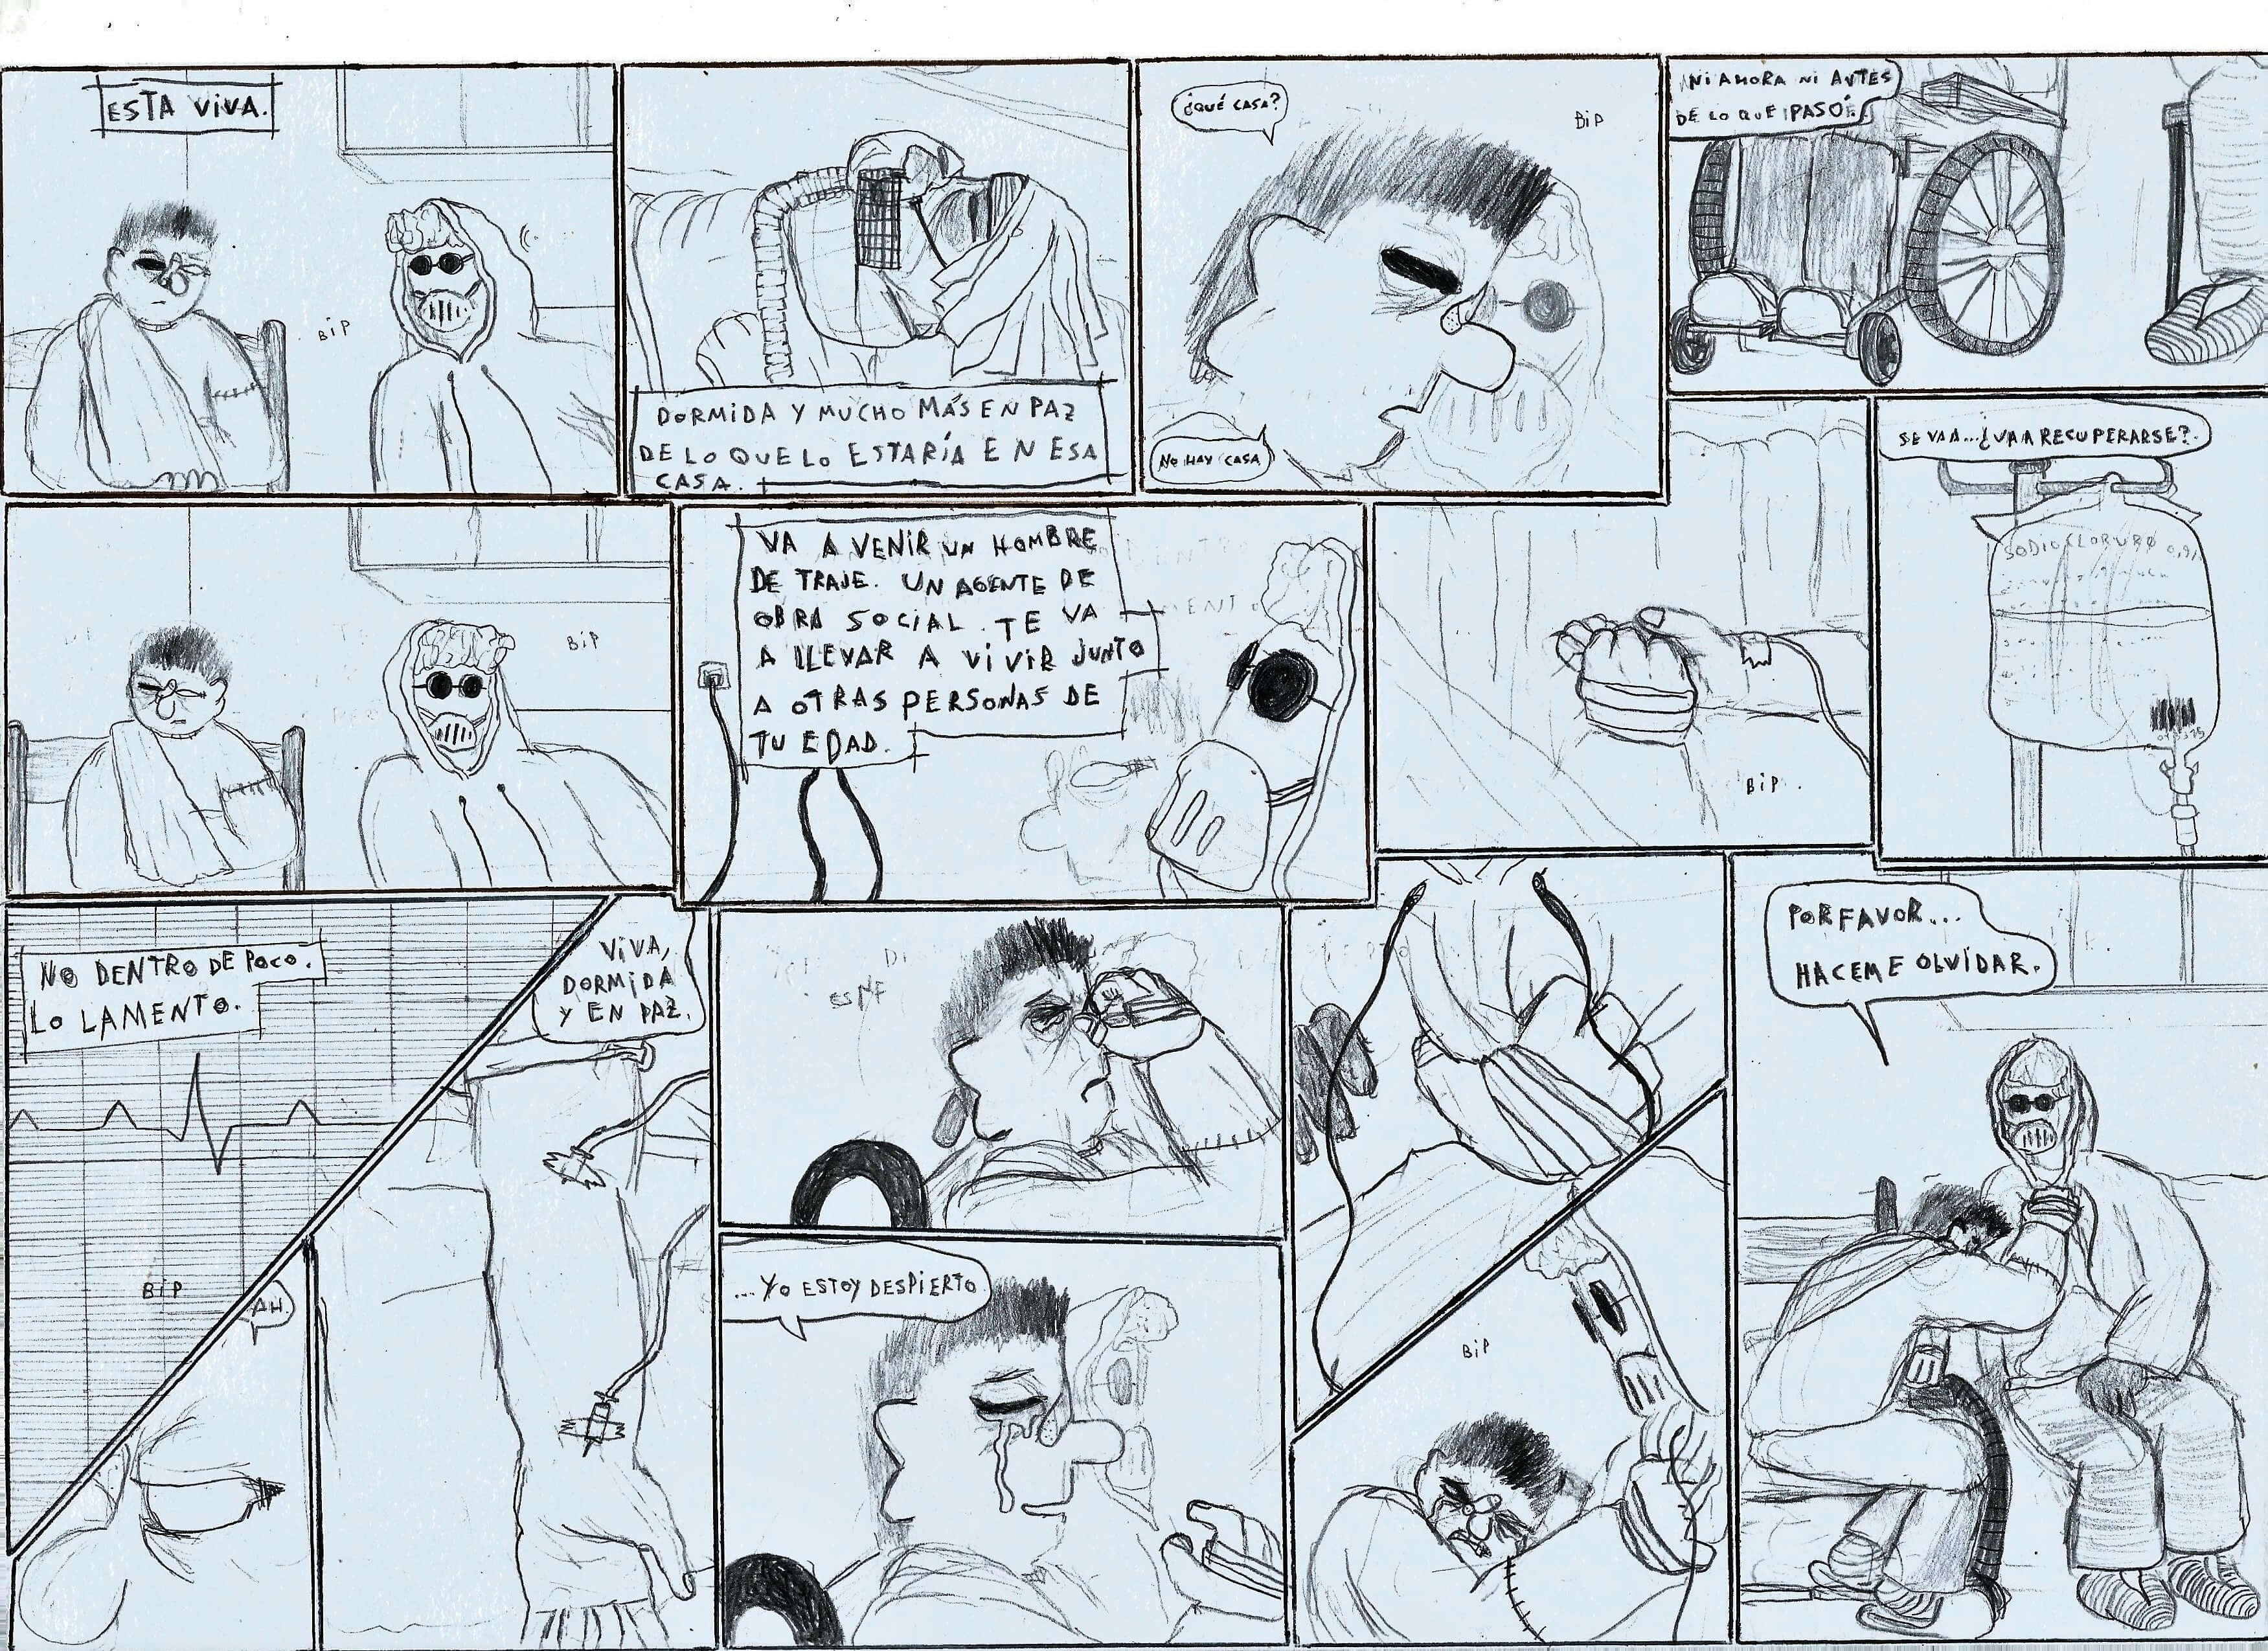 ESTA VIVA.
BIP
DORMIDA Y MUCHO MÁS EN PAZ
DE LO QUE LO ESTARÍA EN ESA
CASA.
¿QUÉ CASA?
BIP
NO HAY CASA
NI AHORA NI ANTES
DE LO QUE PASÓ.
BIP
VA A VENIR UN HOMBRE
DE TRAJE. UN AGENTE DE
OBRA SOCIAL. TE VA
A LLEVAR A VIVIR JUNTO
A OTRAS PERSONAS DE
TU EDAD.
BIP.
SE VA A...¿VA A RECUPERARSE?.
SODIO CLORURO 0,9%
NO DENTRO DE POCO.
LO LAMENTO.
BIP
AH.
VIVA,
DORMIDA
Y EN PAZ.
...YO ESTOY DESPIERTO
BIP
POR FAVOR...
HACEME OLVIDAR.